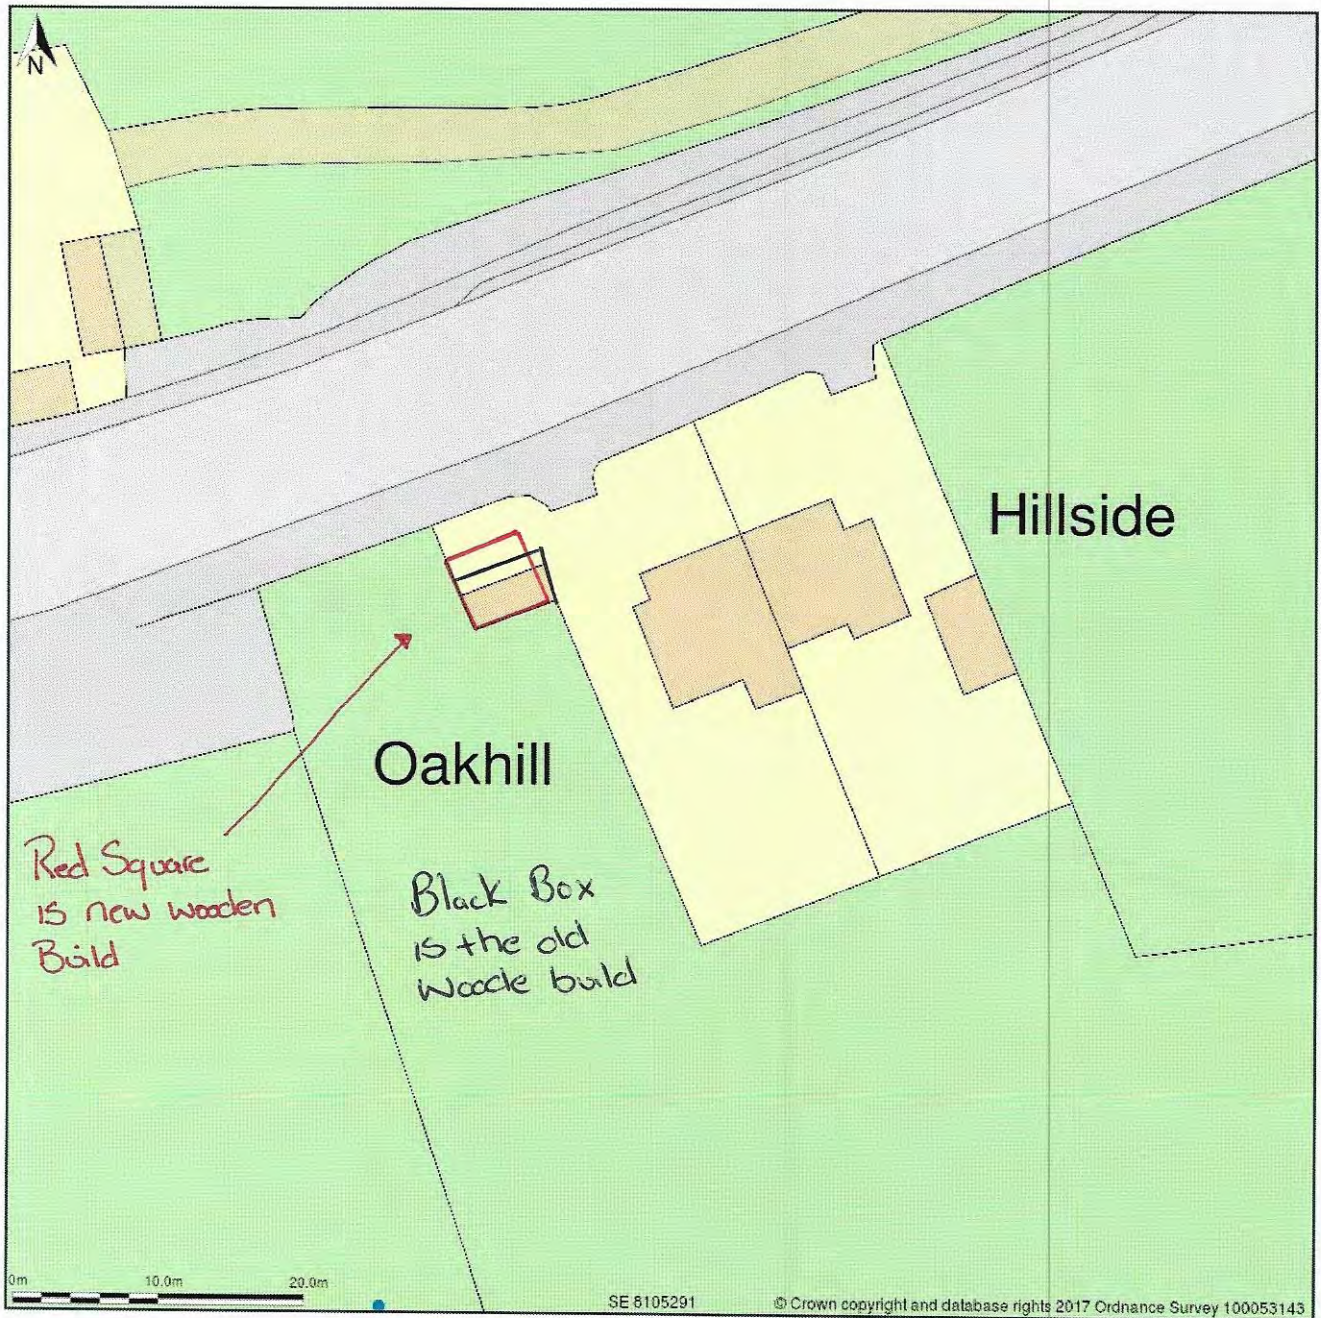 N
Hillside
Oakhill
Red Square
is new wooden
Build
Black Box
is the old
Woode build
0m 10.0m 20.0m
SE 8105291
© Crown copyright and database rights 2017 Ordnance Survey 100053143